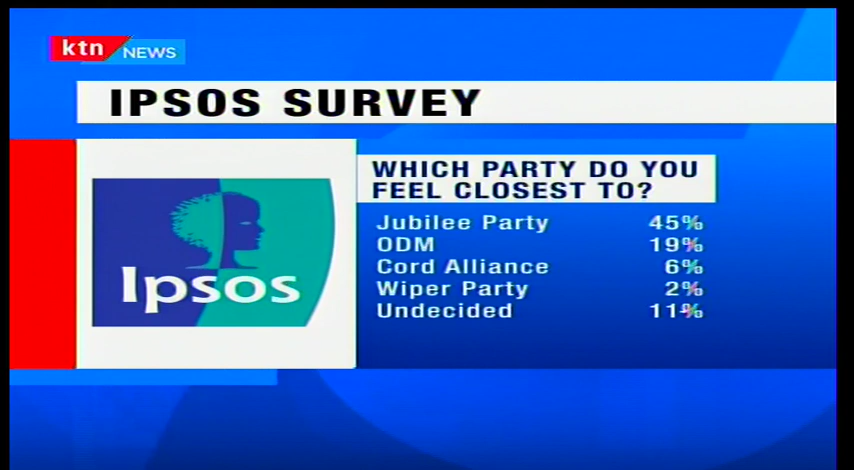 ktn NEWS
IPSOS SURVEY
WHICH PARTY DO YOU
FEEL CLOSEST TO?
Jubilee Party 45%
ODM 19%
Cord Alliance 6%
Wiper Party 2%
Undecided 11%
Ipsos